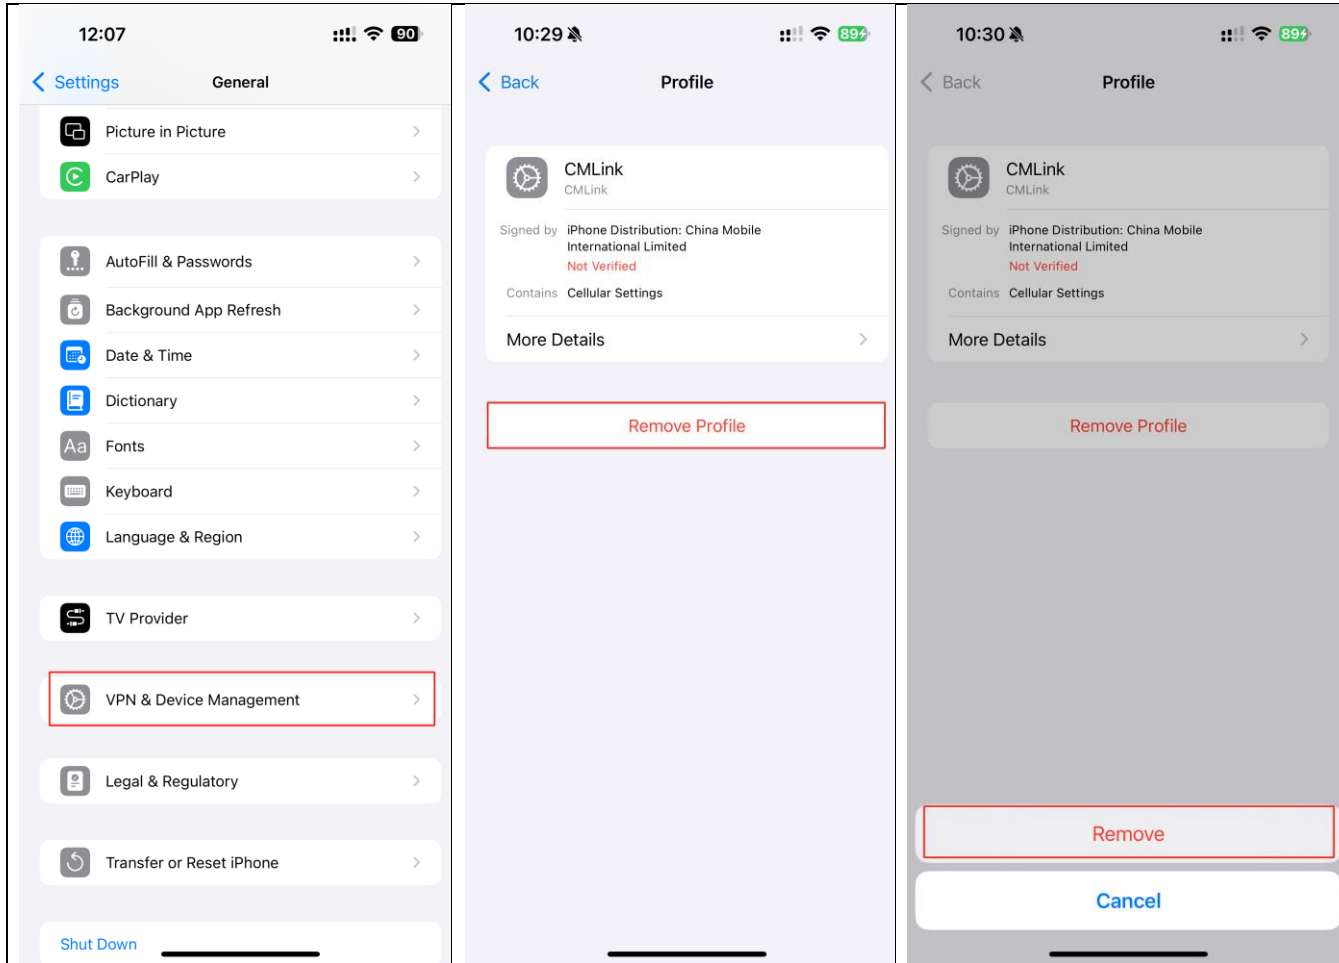 12:07
90
Settings
General
Picture in Picture
CarPlay
AutoFill & Passwords
Background App Refresh
Date & Time
Dictionary
Aa
Fonts
Keyboard
Language & Region
TV Provider
VPN & Device Management
Legal & Regulatory
Transfer or Reset iPhone
Shut Down
10:29
89
Back
Profile
CMLink
CMLink
Signed by iPhone Distribution: China Mobile
International Limited
Not Verified
Contains Cellular Settings
More Details
Remove Profile
10:30
89
Back
Profile
CMLink
CMLink
Signed by iPhone Distribution: China Mobile
International Limited
Not Verified
Contains Cellular Settings
More Details
Remove Profile
Remove
Cancel